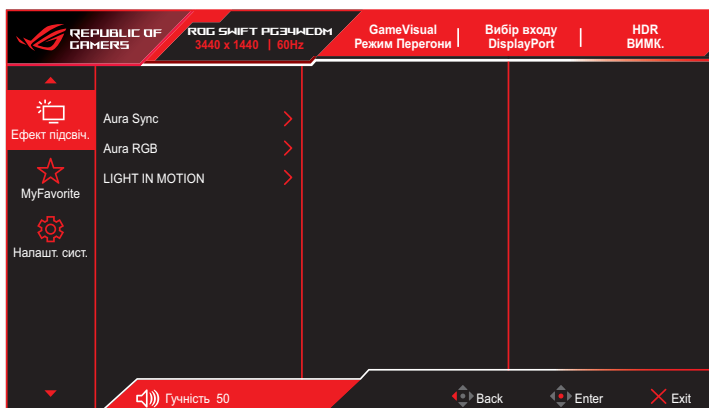 REPUBLIC OF
GAMERS
ROG SWIFT PG34WCDM
3440 x 1440 | 60Hz
GameVisual
Режим Перегони
Вибір входу
DisplayPort
HDR
ВИМК.
Ефект підсвіч.
MyFavorite
Налашт. сист.
Aura Sync
Aura RGB
LIGHT IN MOTION
Гучність 50
Back
Enter
Exit